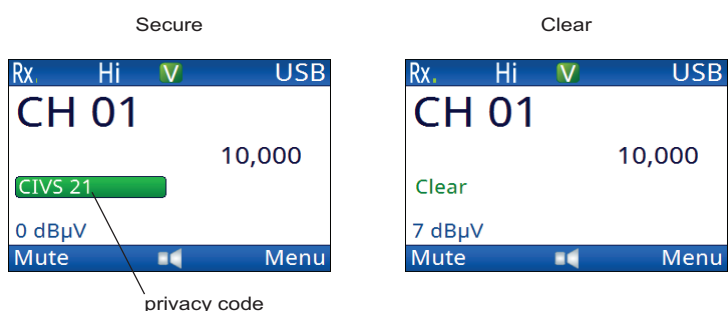 Secure
Rx Hi V USB
CH 01
10,000
CIVS 21
0 dBµV
Mute Menu
privacy code
Clear
Rx Hi V USB
CH 01
10,000
Clear
7 dBµV
Mute Menu